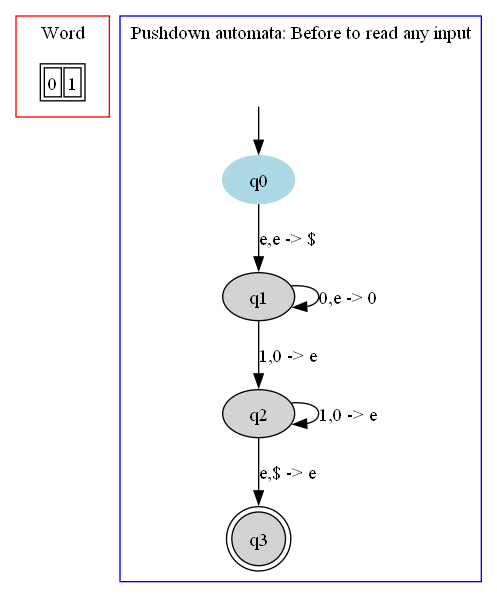 Word
0 1
Pushdown automata: Before to read any input
q0
e,e -> $
q1
0,e -> 0
1,0 -> e
q2
1,0 -> e
e,$ -> e
q3